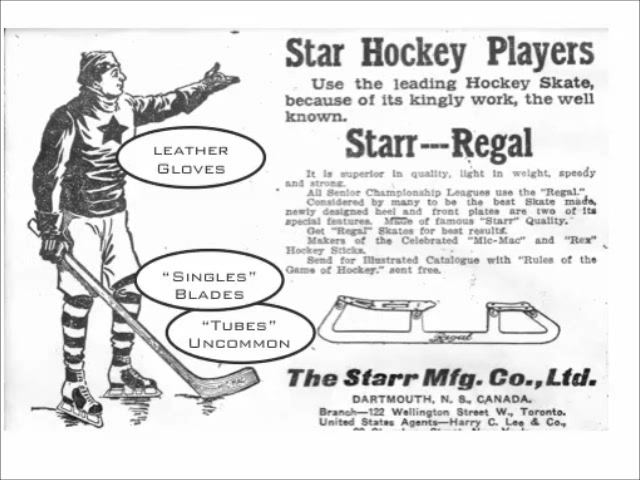 Star Hockey Players
Use the leading Hockey Skate,
because of its kingly work, the well
known.
Starr---Regal
It is superior in quality, light in weight, speedy
and strong.
All Senior Championship Leagues use the "Regal."
Considered by many to be the best Skate made,
newly designed heel and front plates are two of its
special features. Made of famous "Starr" Quality.
Get "Regal" Skates for best results.
Makers of the Celebrated "Mic-Mac" and "Rex"
Hockey Sticks.
Send for Illustrated Catalogue with "Rules of the
Game of Hockey." sent free.
LEATHER
GLOVES
"SINGLES"
BLADES
"TUBES"
UNCOMMON
Regal
The Starr Mfg. Co., Ltd.
DARTMOUTH, N. S., CANADA.
Branch—122 Wellington Street W., Toronto.
United States Agents—Harry C. Lee & Co.,